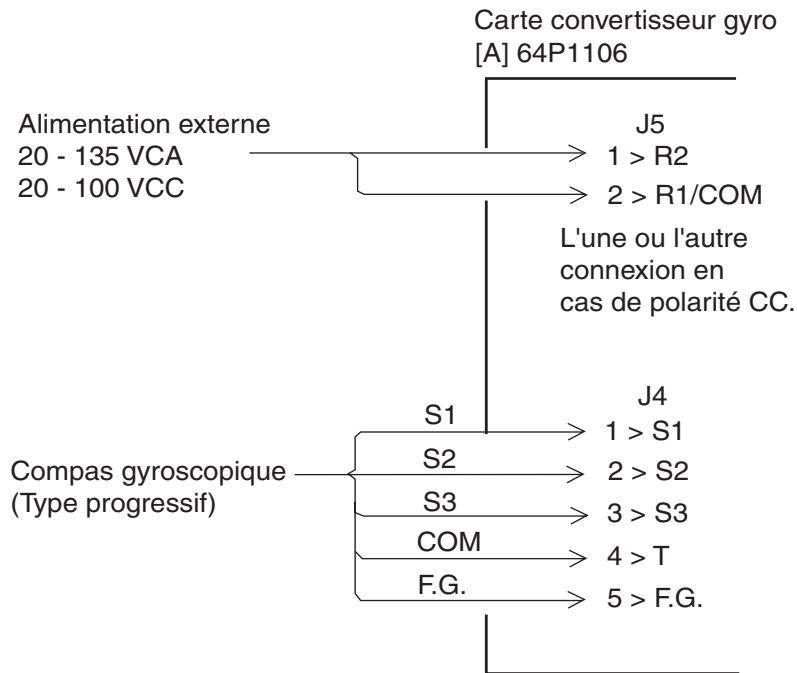 Carte convertisseur gyro
[A] 64P1106
Alimentation externe
20 - 135 VCA
20 - 100 VCC
J5
1 > R2
2 > R1/COM
L'une ou l'autre
connexion en
cas de polarité CC.
J4
S1
1 > S1
Compas gyroscopique
(Type progressif)
S2
2 > S2
S3
3 > S3
COM
4 > T
F.G.
5 > F.G.